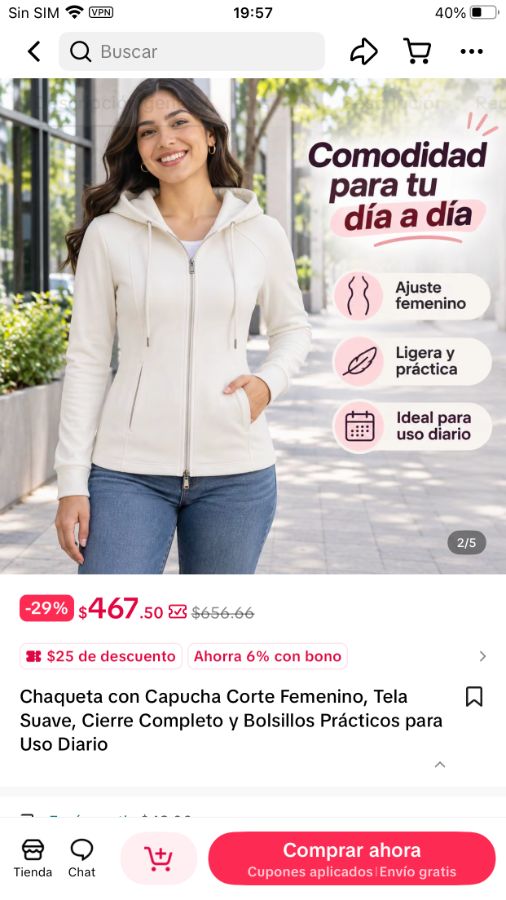 Sin SIM VPN 19:57 40%
Buscar
Comodidad
para tu
día a día
Ajuste
femenino
Ligera y
práctica
Ideal para
uso diario
2/5
-29% $467.50 $656.66
$25 de descuento Ahorra 6% con bono
Chaqueta con Capucha Corte Femenino, Tela
Suave, Cierre Completo y Bolsillos Prácticos para
Uso Diario
Tienda
Chat
Comprar ahora
Cupones aplicados | Envío gratis